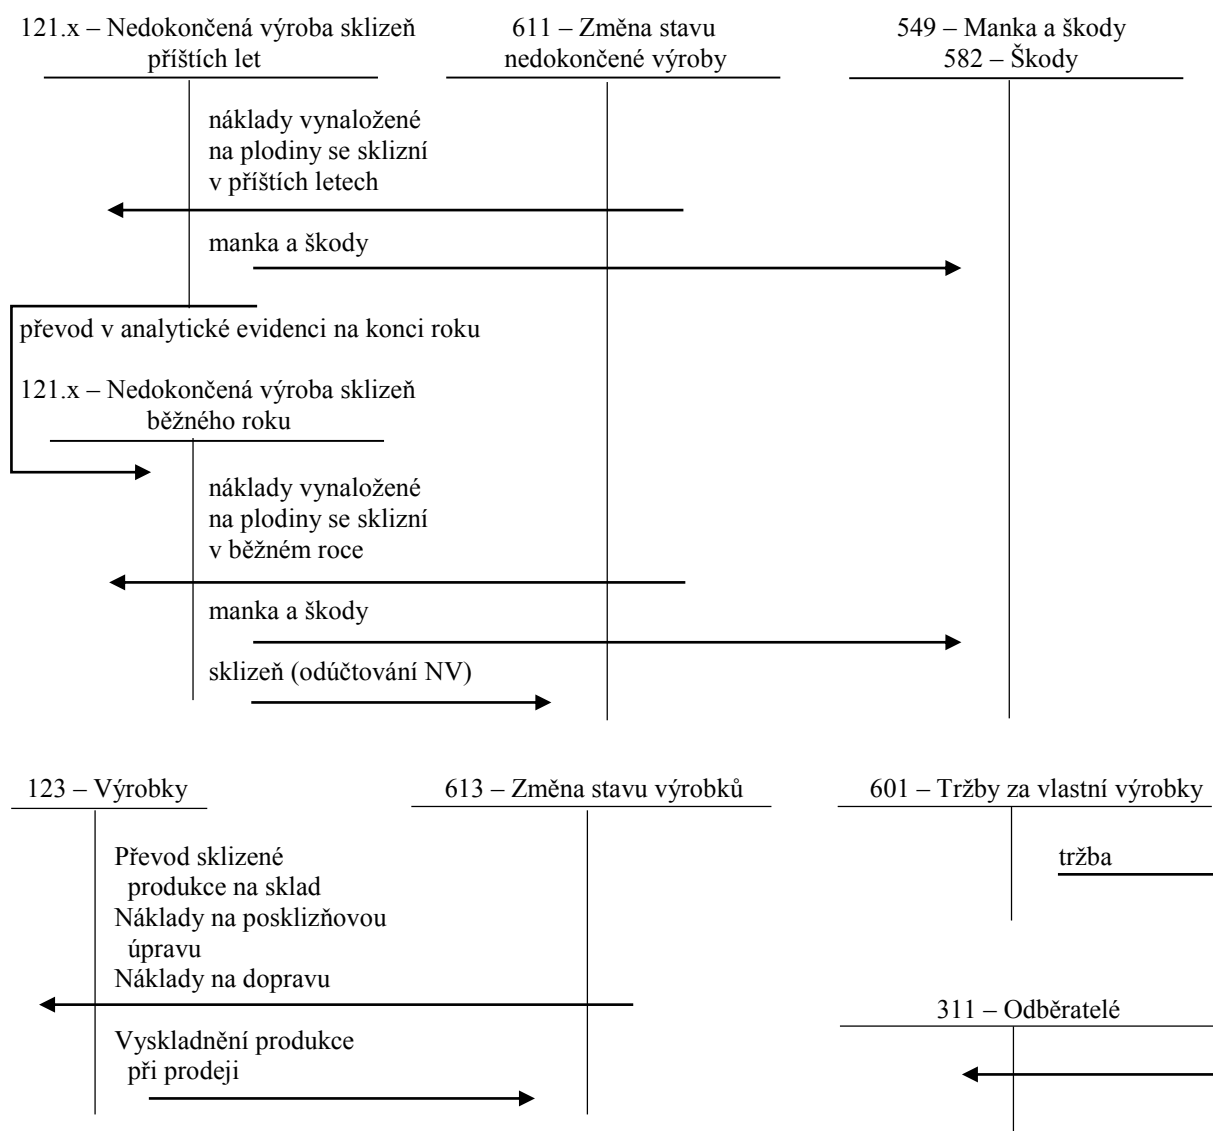 121.x – Nedokončená výroba sklizeň
příštích let
611 – Změna stavu
nedokončené výroby
549 – Manka a škody
582 – Škody
náklady vynaložené
na plodiny se sklizní
v příštích letech
manka a škody
převod v analytické evidenci na konci roku
121.x – Nedokončená výroba sklizeň
běžného roku
náklady vynaložené
na plodiny se sklizní
v běžném roce
manka a škody
sklizeň (odúčtování NV)
123 – Výrobky
613 – Změna stavu výrobků
601 – Tržby za vlastní výrobky
Převod sklizené
produkce na sklad
Náklady na posklizňovou
úpravu
Náklady na dopravu
tržba
311 – Odběratelé
Vyskladnění produkce
při prodeji